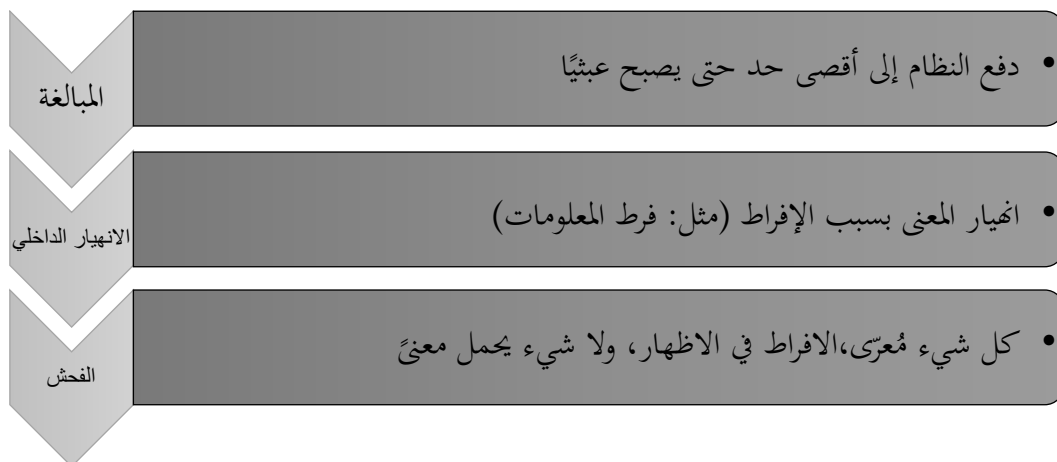 المبالغة
• دفع النظام إلى أقصى حد حتى يصبح عبثيًا
الانهيار الداخلي
• انهيار المعنى بسبب الإفراط (مثل: فرط المعلومات)
الفحش
• كل شيء مُعرّى،الافراط في الاظهار، ولا شيء يحمل معنىً